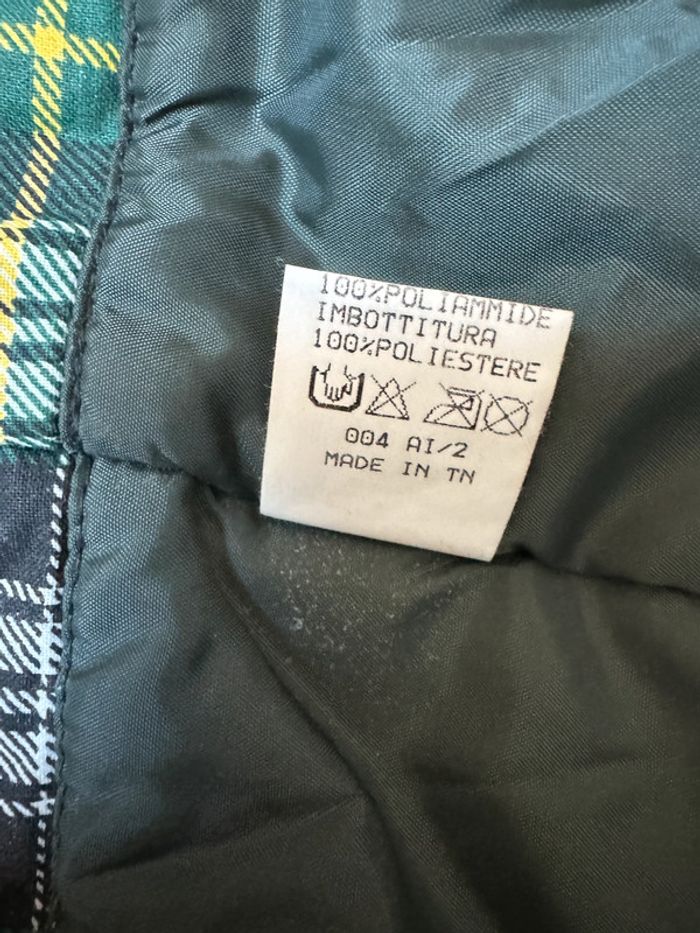 100%POLIAMMIDE
IMBOTTITURA
100%POLIESTERE
004 AI/2
MADE IN TN